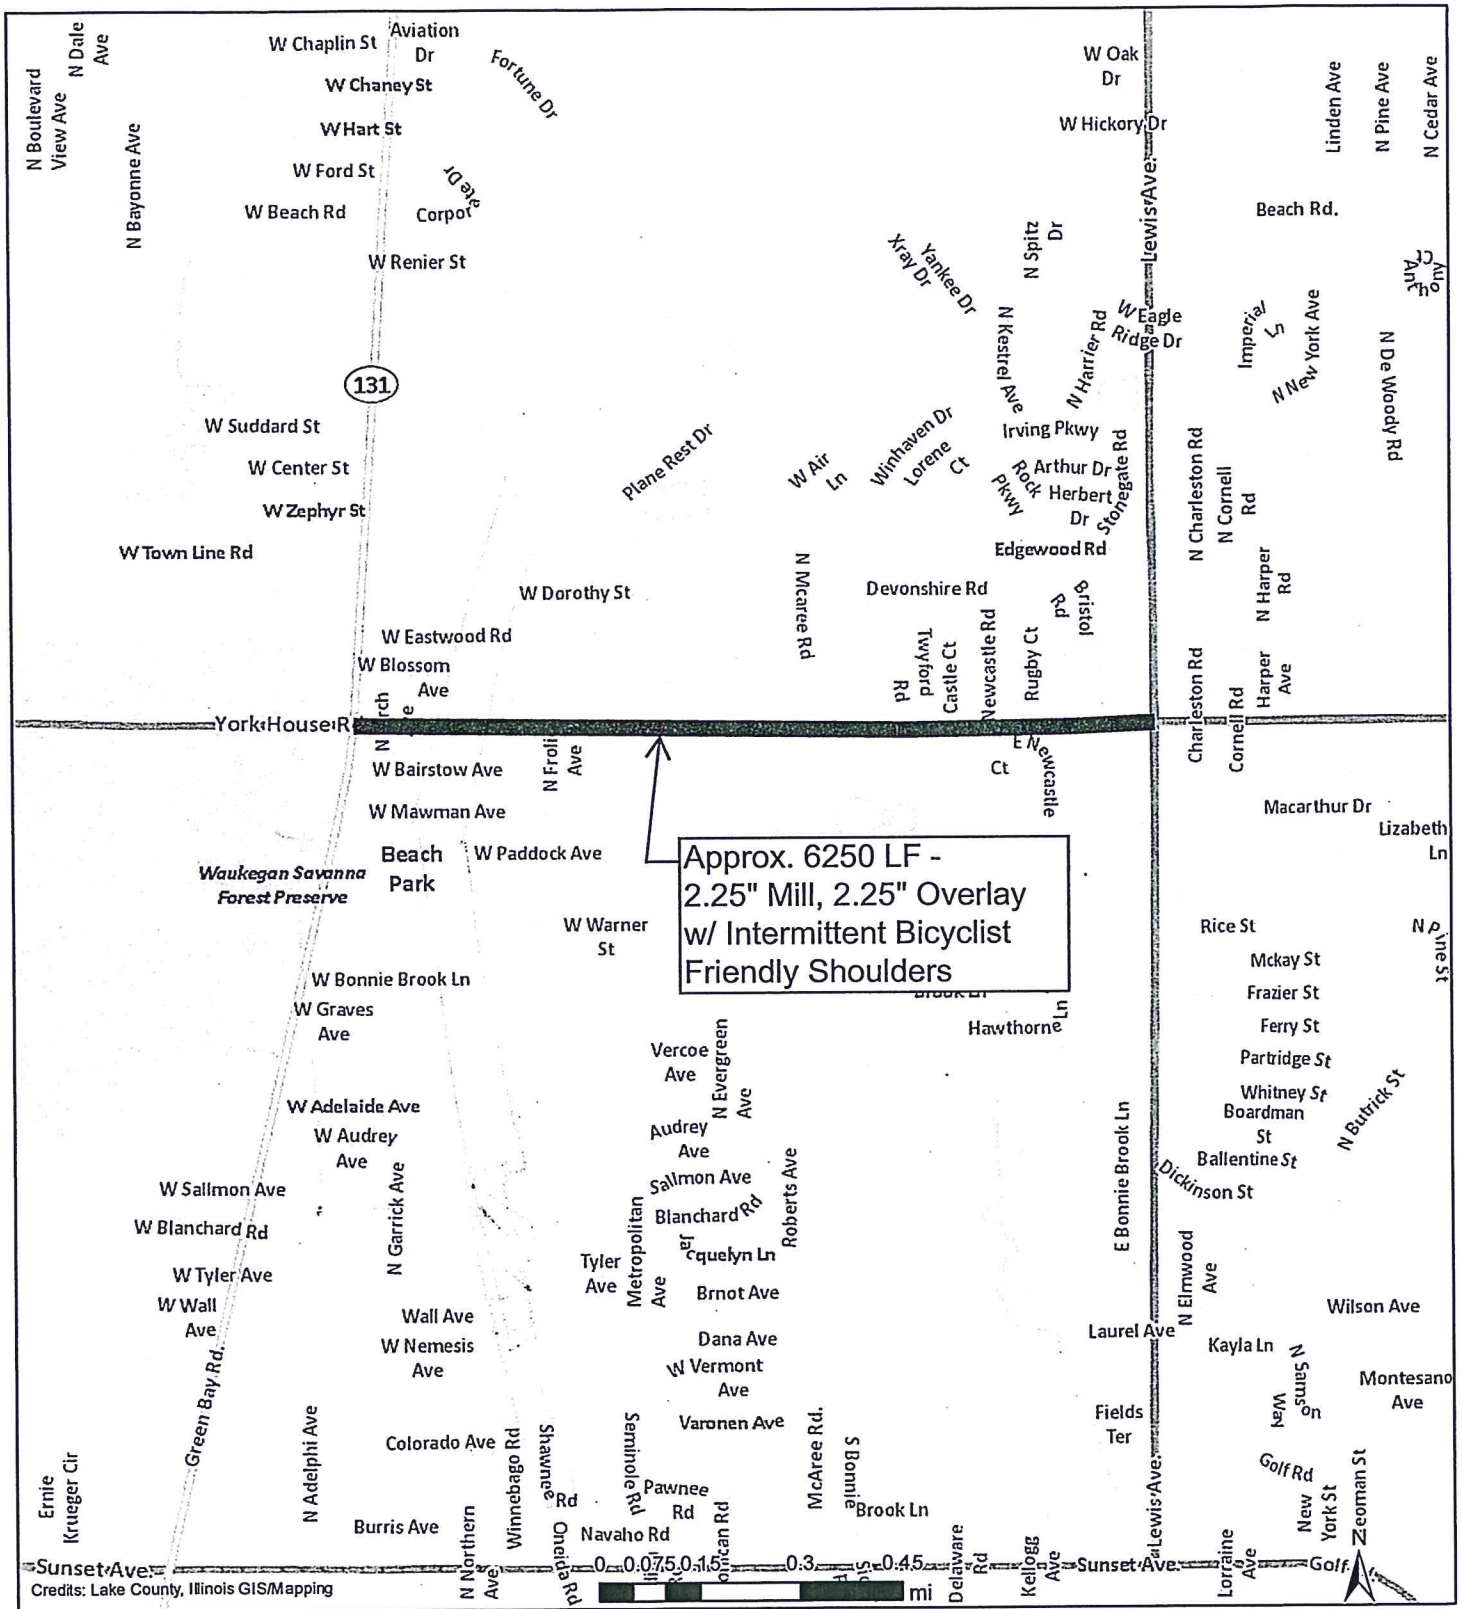 N Dale
Ave
W Chaplin St
Aviation
Dr
Fortune Dr
W Oak
Dr
N Boulevard
View Ave
W Chaney St
Linden Ave
N Pine Ave
N Cedar Ave
N Bayonne Ave
W Hart St
W Hickory Dr
W Ford St
Lewis Ave.
W Beach Rd
Corporate Dr
Beach Rd.
W Renier St
Xray Dr
Yankee Dr
N Spitz
Dr
Anthony
Ct
N Kestrel Ave
N Harrier Rd
W Eagle
Ridge Dr
Imperial
Ln
N New York Ave
N De Woody Rd
131
W Suddard St
Plane Rest Dr
Winhaven Dr
Irving Pkwy
W Center St
W Air
Ln
Lorene
Ct
Rock
Pkwy
Arthur Dr
Herbert
Dr
Stonegate Rd
N Charleston Rd
N Cornell
Rd
W Zephyr St
W Town Line Rd
Edgewood Rd
N Mcaree Rd
Devonshire Rd
Bristol
Rd
N Harper
Rd
W Dorothy St
W Eastwood Rd
Twyford
Rd
Castle Ct
Newcastle Rd
Rugby Ct
W Blossom
Ave
Charleston Rd
Cornell Rd
Harper
Ave
York House R
N
rch
e
N Froli
Ave
E Newcastle
Ct
W Bairstow Ave
W Mawman Ave
Macarthur Dr
Lizabeth
Ln
Beach
Park
W Paddock Ave
Approx. 6250 LF -
2.25" Mill, 2.25" Overlay
w/ Intermittent Bicyclist
Friendly Shoulders
Waukegan Savanna
Forest Preserve
W Warner
St
Rice St
N Pine St
Mckay St
W Bonnie Brook Ln
Frazier St
W Graves
Ave
Hawthorne Ln
Ferry St
Vercoe
Ave
N Evergreen
Ave
Partridge St
Whitney St
W Adelaide Ave
Boardman
St
N Butrick St
W Audrey
Ave
Audrey
Ave
E Bonnie Brook Ln
Ballentine St
Dickinson St
W Sallmon Ave
N Garrick Ave
Sallmon Ave
Roberts Ave
W Blanchard Rd
Blanchard Rd
Metropolitan
Ave
Jacquelyn Ln
Tyler
Ave
N Elmwood
Ave
W Tyler Ave
Brnot Ave
W Wall
Ave
Wall Ave
Wilson Ave
Dana Ave
Laurel Ave
W Nemesis
Ave
W Vermont
Ave
Kayla Ln
N Samson
Way
Montesano
Ave
Green Bay Rd.
Varonen Ave
Fields
Ter
N Adelphi Ave
Colorado Ave
Winnebago Rd
Shawnee
Rd
Seminole Rd
McAree Rd.
S Bonnie
Brook Ln
Lewis Ave.
Golf Rd
Ernie
Krueger Cir
Pawnee
Rd
New
York St
Zeoman St
Burris Ave
N Northern
Ave
Oneida Rd
Navaho Rd
Delaware
Rd
Kellogg
Ave
Lorraine
Ave
Sunset Ave.
Sunset Ave.
Golf
0 0.075 0.15 0.3 0.45
mi
Credits: Lake County, Illinois GIS/Mapping
N